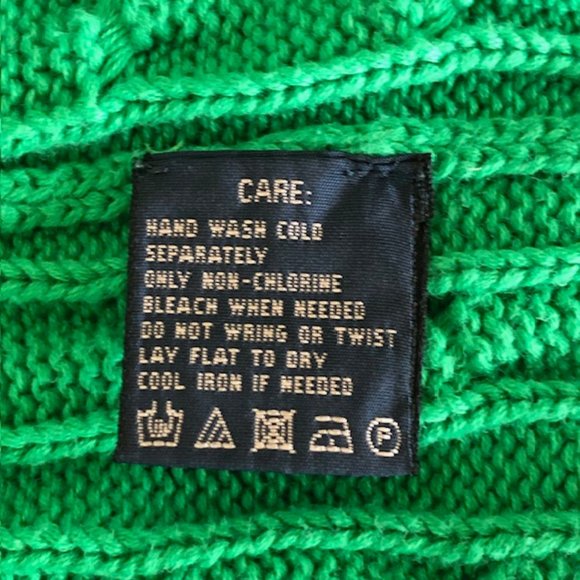 CARE:
HAND WASH COLD
SEPARATELY
ONLY NON-CHLORINE
BLEACH WHEN NEEDED
DO NOT WRING OR TWIST
LAY FLAT TO DRY
COOL IRON IF NEEDED
P